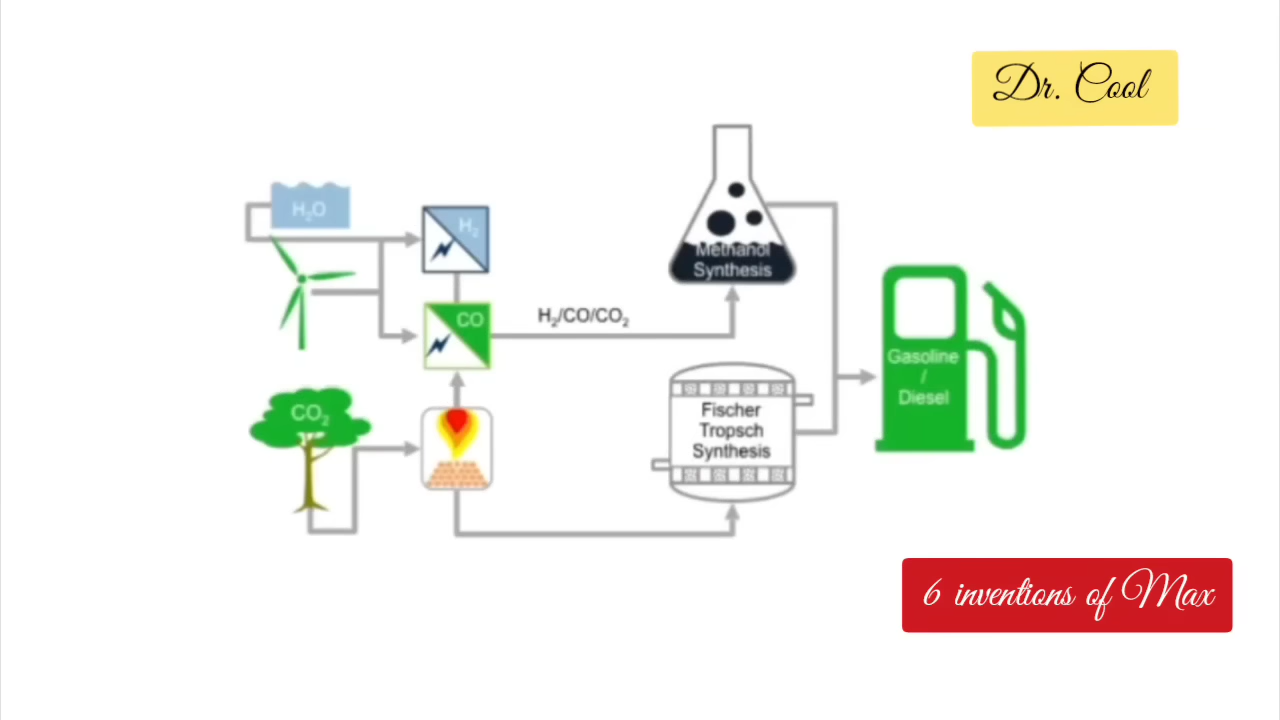 Dr. Cool
H₂O
H₂
CO
H₂/CO/CO₂
Methanol
Synthesis
CO₂
Fischer
Tropsch
Synthesis
Gasoline
/
Diesel
6 inventions of Max